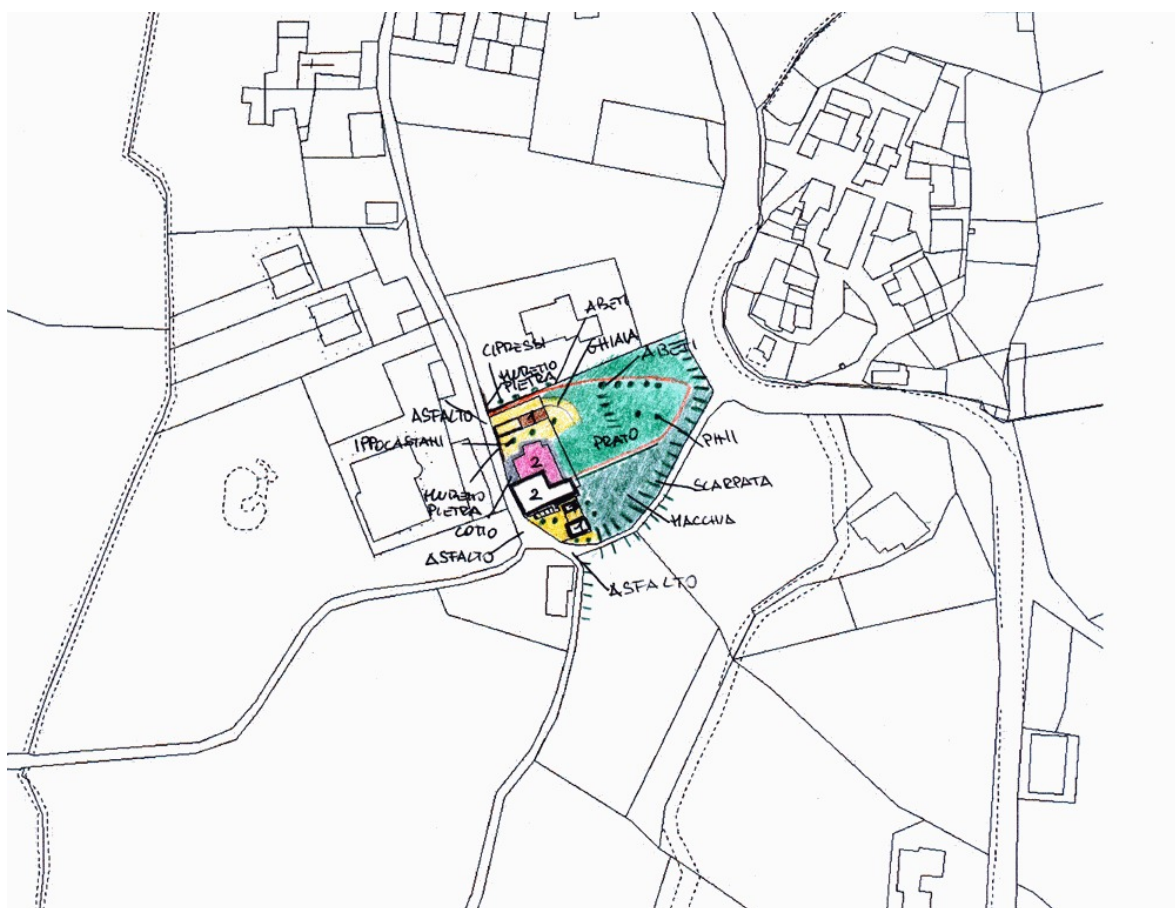 ABETI
CIPRESSI
GHIAIA
ABETI
MURETTO
PIETRA
ASFALTO
1
IPPOCASTANI
PRATO
PINI
2
SCARPATA
2
MURETTO
PIETRA
MACCHIA
COTTO
ASFALTO
ASFALTO